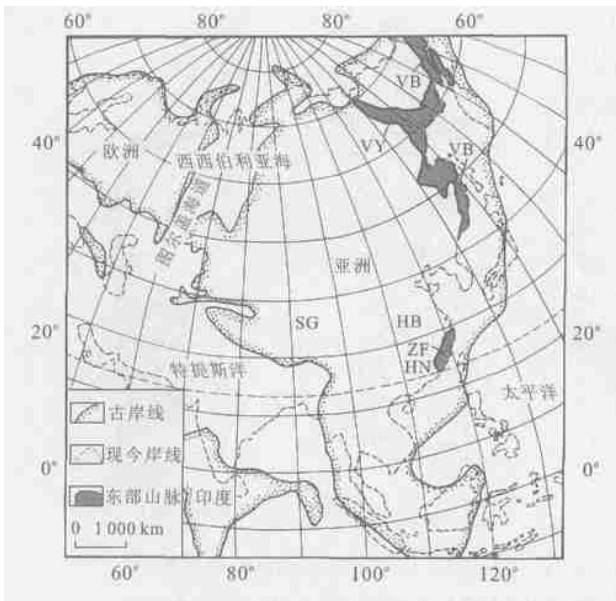 60° 80° 80° 60°
VB
40° 欧洲 西西伯利亚海 VY VB 40°
图尔盖海道
亚洲
20° SG HB 20°
ZF
特提斯洋 HN
太平洋
古岸线
0° 现今岸线 0°
东部山脉 印度
0 1 000 km
60° 80° 100° 120°